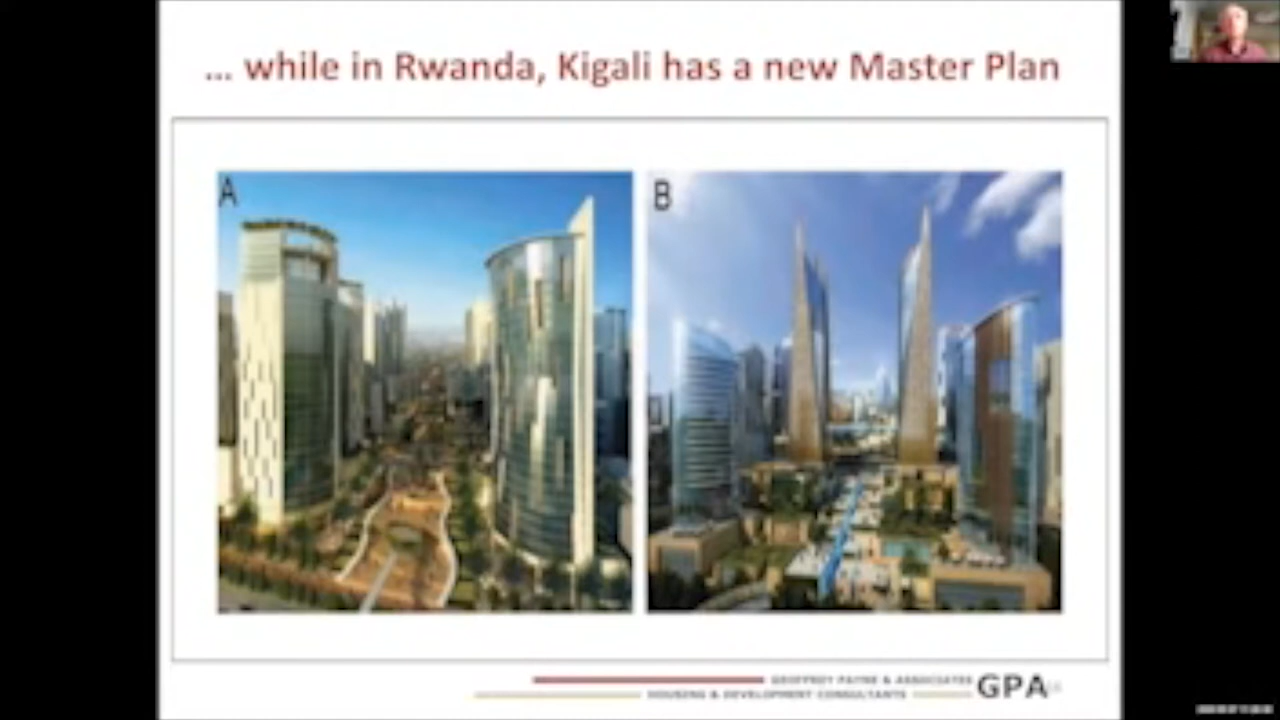 ... while in Rwanda, Kigali has a new Master Plan
A
B
GEOFFREY PAYNE & ASSOCIATES
HOUSING & DEVELOPMENT CONSULTANTS
GPA